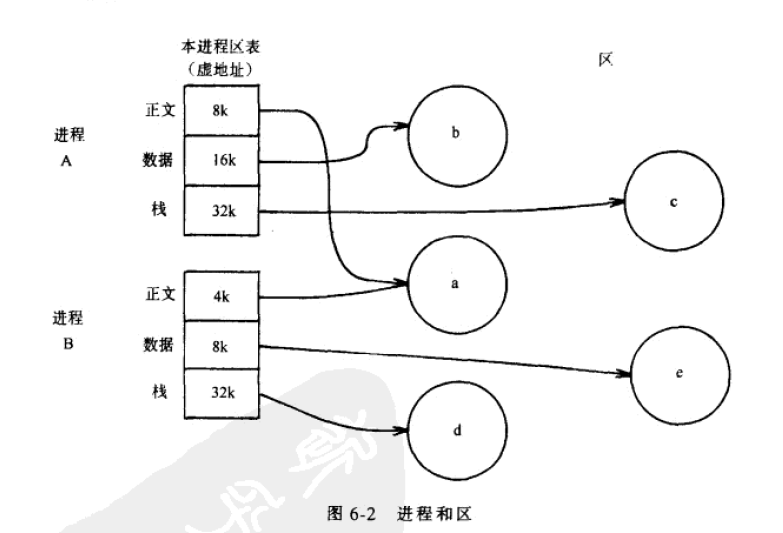 本进程区表
（虚地址）
区
进程
A
正文
8k
数据
16k
栈
32k
b
c
a
进程
B
正文
4k
数据
8k
栈
32k
e
d
图 6-2 进程和区